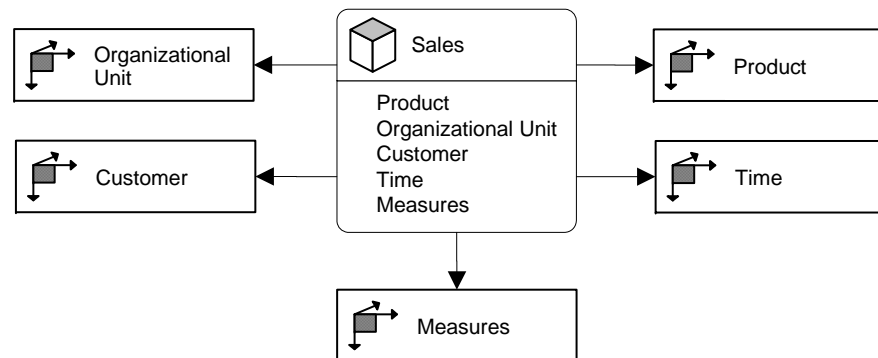 Organizational
Unit
Sales
Product
Product
Organizational Unit
Customer
Time
Measures
Customer
Time
Measures